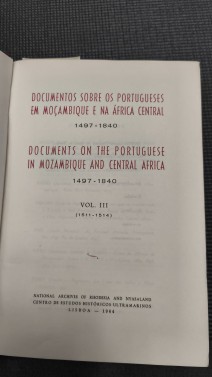 DOCUMENTOS SOBRE OS PORTUGUESES
EM MOÇAMBIQUE E NA ÁFRICA CENTRAL
1497-1840
DOCUMENTS ON THE PORTUGUESE
IN MOZAMBIQUE AND CENTRAL AFRICA
1497-1840
VOL. III
(1511-1514)
NATIONAL ARCHIVES OF RHODESIA AND NYASALAND
CENTRO DE ESTUDOS HISTÓRICOS ULTRAMARINOS
LISBOA - 1964